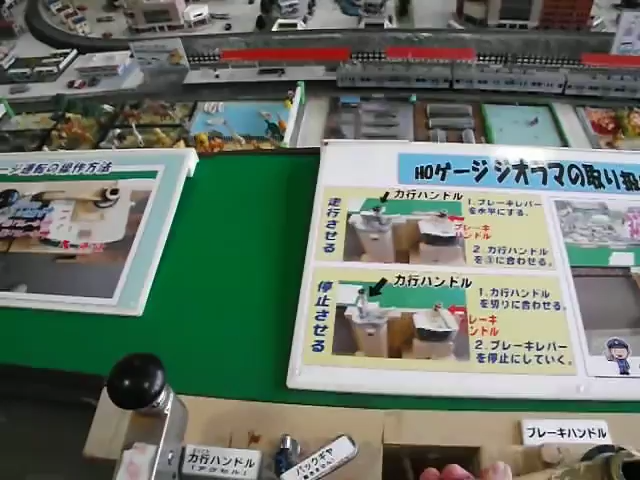 ージ運転の操作方法
HOゲージ ジオラマの取り扱
走行させる
力行ハンドル
ブレーキ
ハンドル
1.ブレーキレバー
を水平にする。
2.力行ハンドル
を③に合わせる。
停止させる
力行ハンドル
レーキ
ンドル
1.力行ハンドル
を切りに合わせる。
2.ブレーキレバー
を停止にしていく。
力行ハンドル
(アクセル)
バックギヤ
ブレーキハンドル